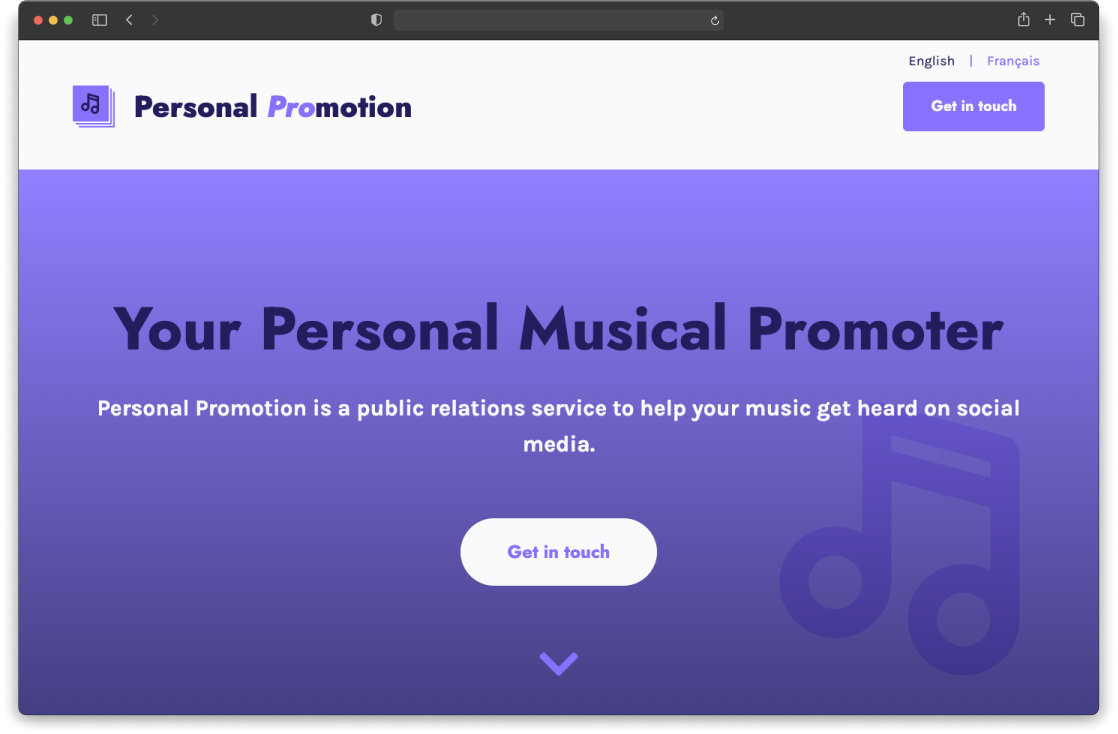 English | Français
Personal Promotion
Get in touch
Your Personal Musical Promoter
Personal Promotion is a public relations service to help your music get heard on social
media.
Get in touch